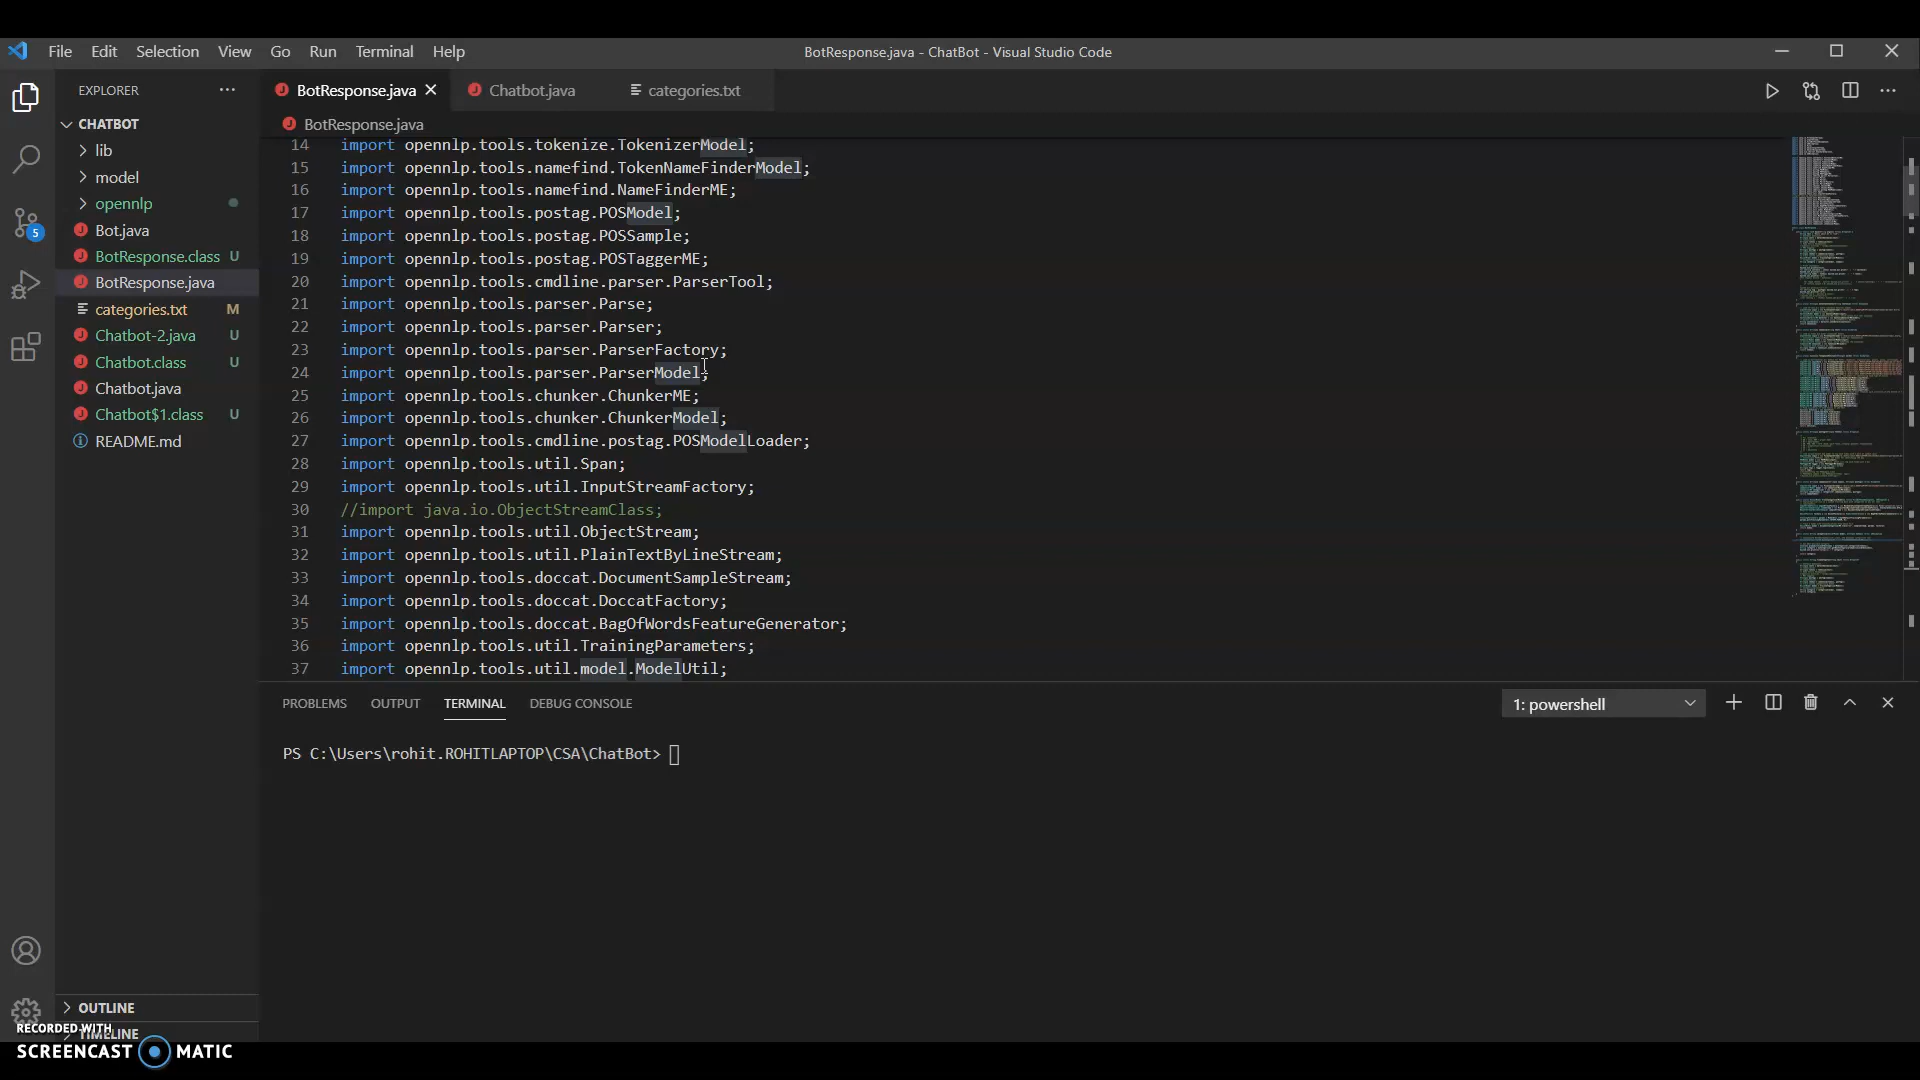 File Edit Selection View Go Run Terminal Help
BotResponse.java - ChatBot - Visual Studio Code
EXPLORER
BotResponse.java
Chatbot.java
categories.txt
CHATBOT
lib
model
opennlp
Bot.java
BotResponse.class U
BotResponse.java
categories.txt M
Chatbot-2.java U
Chatbot.class U
Chatbot.java
Chatbot$1.class U
README.md
5
OUTLINE
TIMELINE
BotResponse.java
14 import opennlp.tools.tokenize.TokenizerModel;
15 import opennlp.tools.namefind.TokenNameFinderModel;
16 import opennlp.tools.namefind.NameFinderME;
17 import opennlp.tools.postag.POSModel;
18 import opennlp.tools.postag.POSSample;
19 import opennlp.tools.postag.POSTaggerME;
20 import opennlp.tools.cmdline.parser.ParserTool;
21 import opennlp.tools.parser.Parse;
22 import opennlp.tools.parser.Parser;
23 import opennlp.tools.parser.ParserFactory;
24 import opennlp.tools.parser.ParserModel;
25 import opennlp.tools.chunker.ChunkerME;
26 import opennlp.tools.chunker.ChunkerModel;
27 import opennlp.tools.cmdline.postag.POSModelLoader;
28 import opennlp.tools.util.Span;
29 import opennlp.tools.util.InputStreamFactory;
30 //import java.io.ObjectStreamClass;
31 import opennlp.tools.util.ObjectStream;
32 import opennlp.tools.util.PlainTextByLineStream;
33 import opennlp.tools.doccat.DocumentSampleStream;
34 import opennlp.tools.doccat.DoccatFactory;
35 import opennlp.tools.doccat.BagOfWordsFeatureGenerator;
36 import opennlp.tools.util.TrainingParameters;
37 import opennlp.tools.util.model.ModelUtil;
PROBLEMS OUTPUT TERMINAL DEBUG CONSOLE
1: powershell
PS C:\Users\rohit.ROHITLAPTOP\CSA\ChatBot>
RECORDED WITH
SCREENCAST MATIC